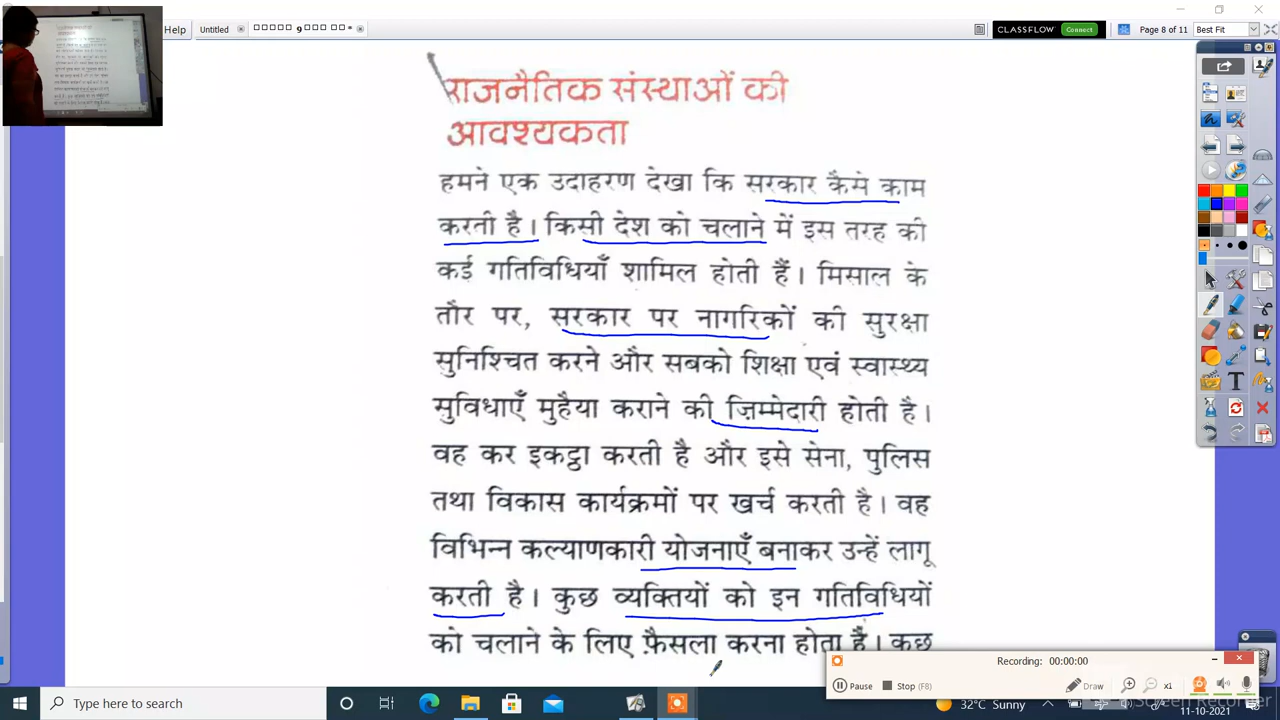 Help
Untitled
9
CLASSFLOW
Connect
Page 8 of 11
Best Fit
राजनीतिक संस्थाओं की
आवश्यकता
हमने एक उदाहरण देखा कि सरकार कैसे काम
करती है। किसी देश को चलाने में इस तरह की
कई गतिविधियाँ शामिल होती हैं। मिसाल के
तौर पर, सरकार पर नागरिकों की सुरक्षा
सुनिश्चित करने और सबको शिक्षा एवं स्वास्थ्य
सुविधाएँ मुहैया कराने की ज़िम्मेदारी होती है।
वह कर इकट्ठा करती है और इसे सेना, पुलिस
तथा विकास कार्यक्रमों पर खर्च करती है। वह
विभिन्न कल्याणकारी योजनाएँ बनाकर उन्हें लागू
करती है। कुछ व्यक्तियों को इन गतिविधियों
को चलाने के लिए फ़ैसला करना होता है। कुछ
Recording: 00:00:00
Pause
Stop (F8)
Draw
x1
Type here to search
32°C Sunny
11-10-2021
Screen Recorder